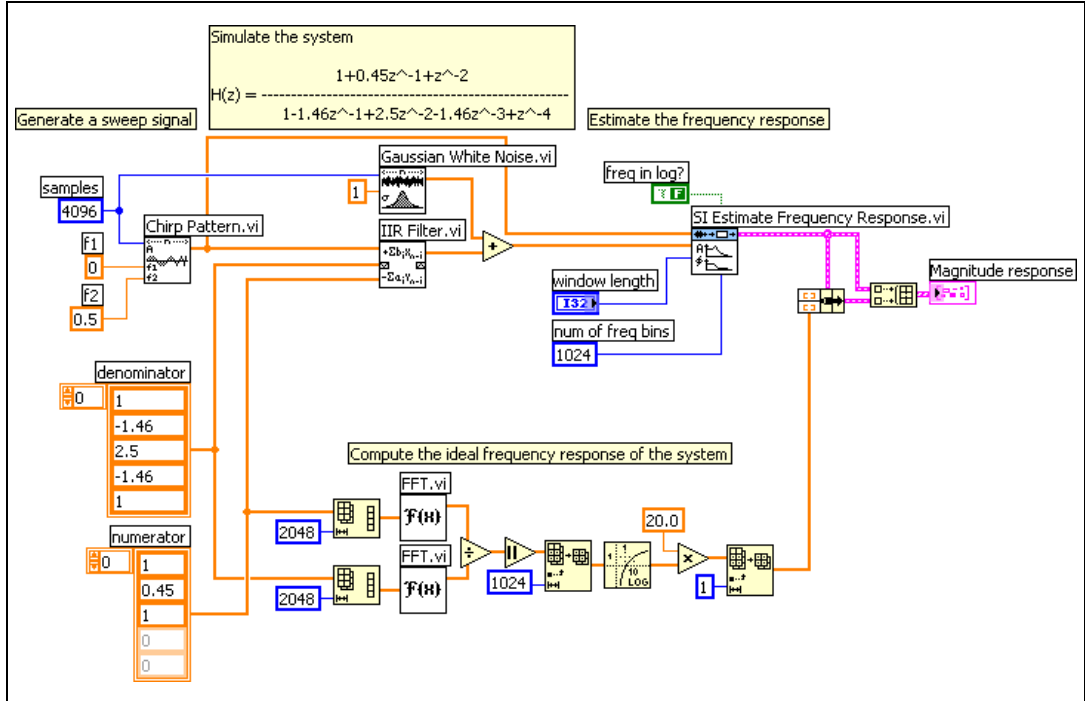 Simulate the system
1+0.45z^-1+z^-2
H(z) = ------------------------------------------------
1-1.46z^-1+2.5z^-2-1.46z^-3+z^-4
Generate a sweep signal
Estimate the frequency response
Gaussian White Noise.vi
freq in log?
samples
1
σ
F
4096
SI Estimate Frequency Response.vi
Chirp Pattern.vi
IIR Filter.vi
f1
A
f1
f2
+Σbᵢxₙ₋ᵢ
-Σaᵢyₙ₋ᵢ
+
A
0
Magnitude response
f2
window length
0.5
I32
num of freq bins
1024
denominator
0
1
-1.46
2.5
-1.46
1
Compute the ideal frequency response of the system
FFT.vi
2048
F(x)
20.0
numerator
FFT.vi
÷
1
10
LOG
×
0
1
1024
1
0.45
2048
F(x)
1
0
0